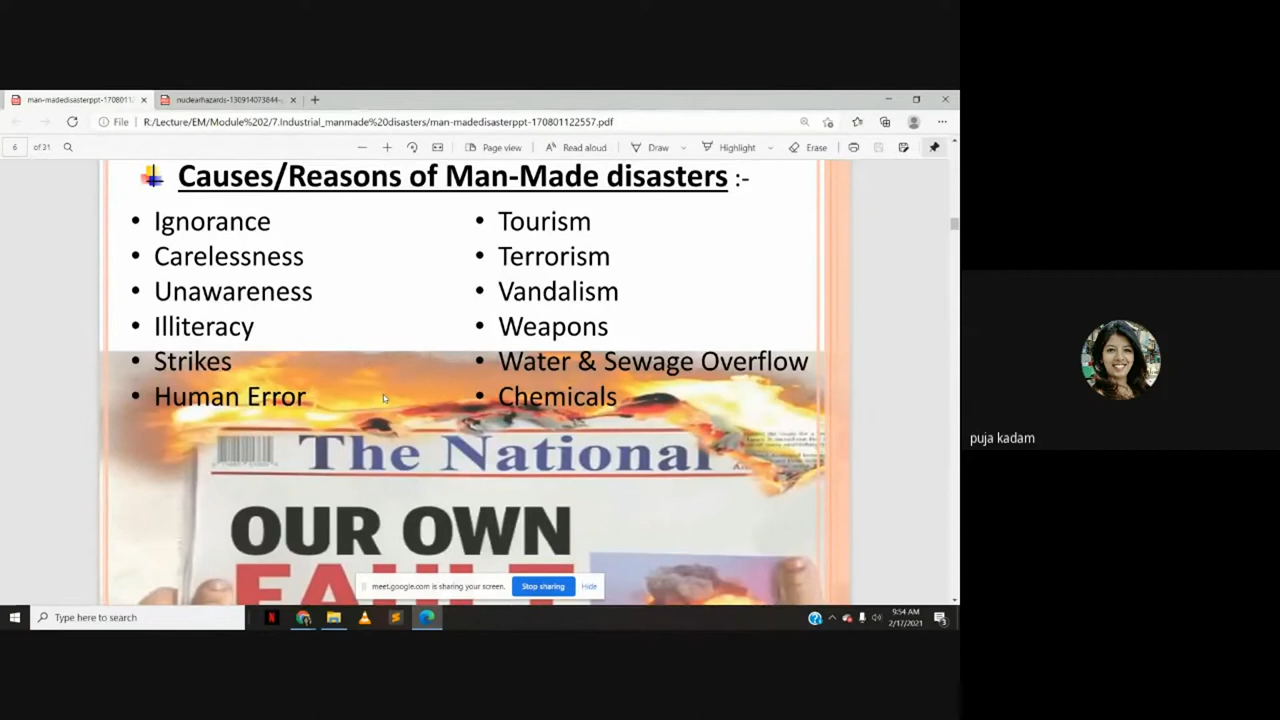 man-madedisasterppt-17080112
nuclearhazards-130914073844-
File
R:/Lecture/EM/Module%202/7.Industrial_manmade%20disasters/man-madedisasterppt-170801122557.pdf
6 of 31
Page view
Read aloud
Draw
Highlight
Erase
Causes/Reasons of Man-Made disasters :-
• Ignorance
• Carelessness
• Unawareness
• Illiteracy
• Strikes
• Human Error
• Tourism
• Terrorism
• Vandalism
• Weapons
• Water & Sewage Overflow
• Chemicals
The National
OUR OWN
FAULT
meet.google.com is sharing your screen.
Stop sharing
Hide
puja kadam
Type here to search
9:54 AM
2/17/2021